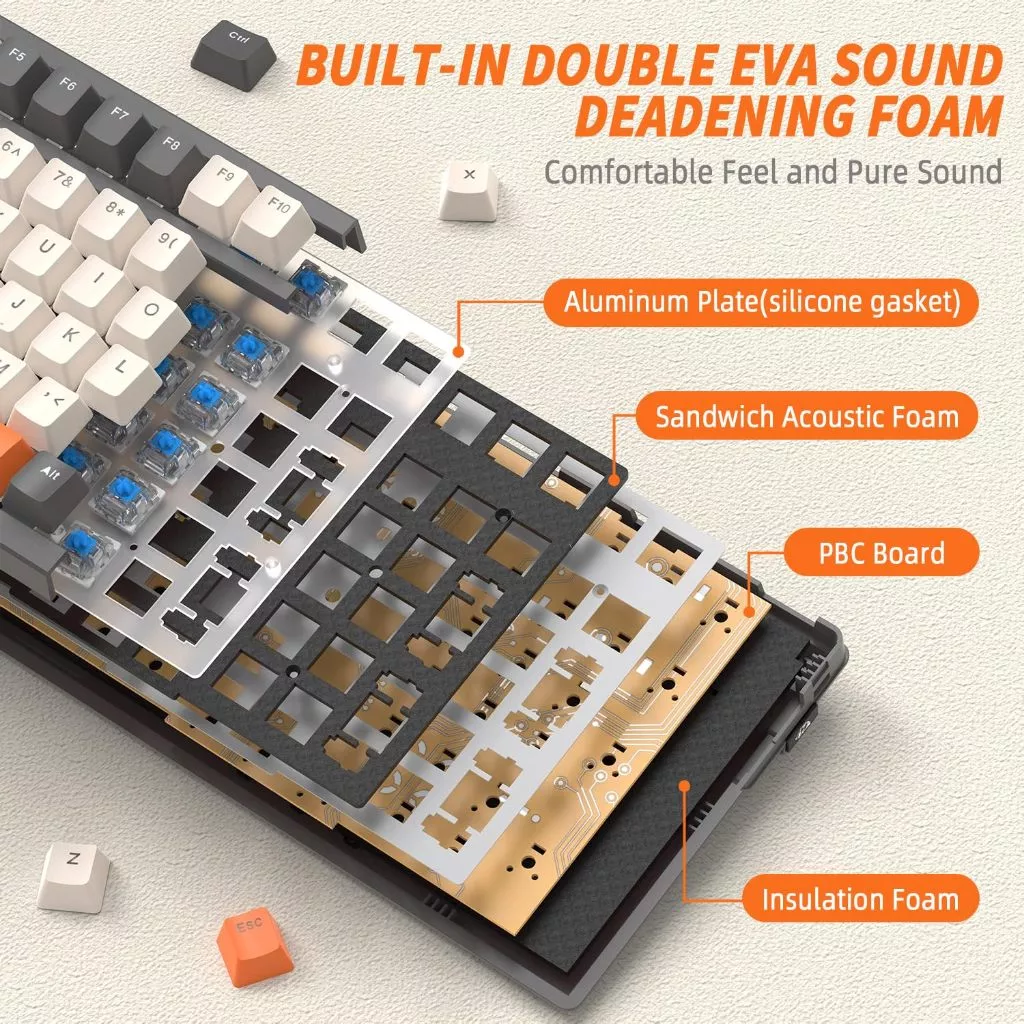 BUILT-IN DOUBLE EVA SOUND
DEADENING FOAM
Comfortable Feel and Pure Sound
Ctrl
F5
F6
F7
F8
F9
F10
X
6^
7&
8*
9(
U
I
O
J
K
L
M
,<
Alt
Aluminum Plate(silicone gasket)
Sandwich Acoustic Foam
PBC Board
Insulation Foam
Z
ESC